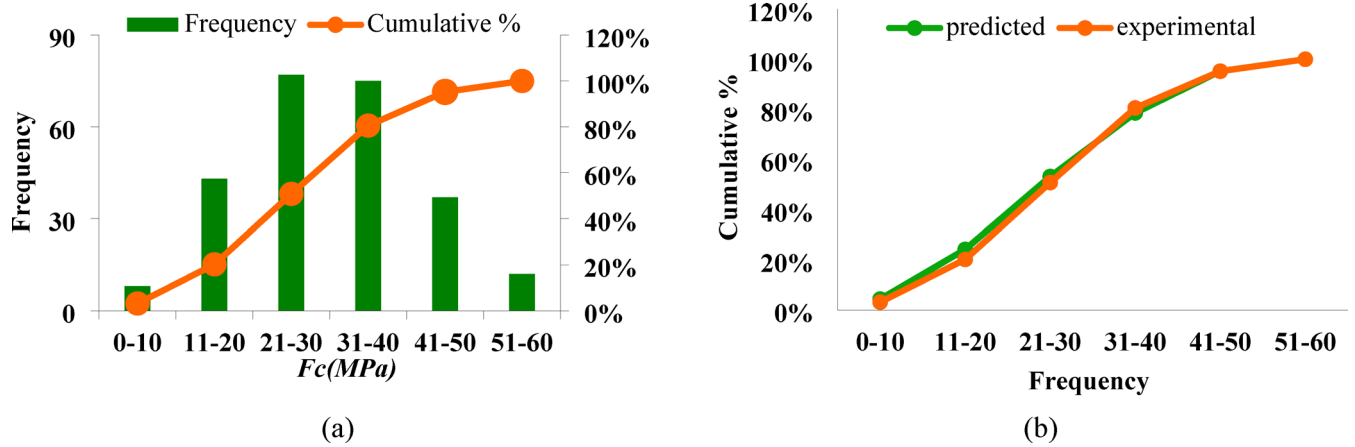 Frequency Cumulative %
90
60
30
0
Frequency
120%
100%
80%
60%
40%
20%
0%
0-10 11-20 21-30 31-40 41-50 51-60
Fc(MPa)
(a)
predicted experimental
120%
100%
80%
60%
40%
20%
0%
Cumulative %
0-10 11-20 21-30 31-40 41-50 51-60
Frequency
(b)